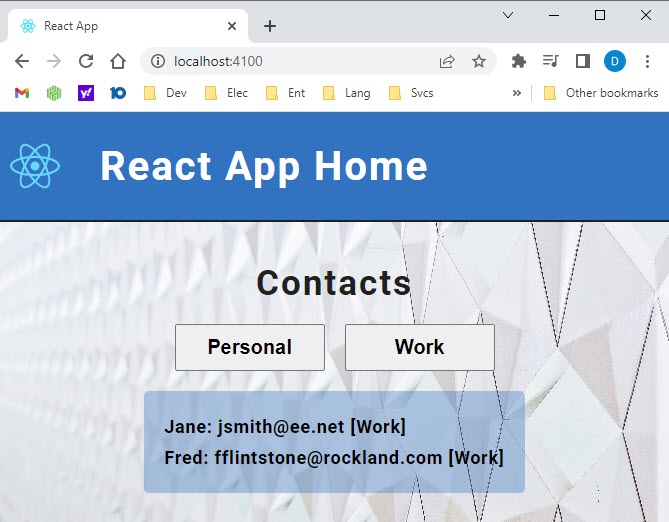 React App
localhost:4100
Dev Elec Ent Lang Svcs » Other bookmarks
React App Home
Contacts
Personal Work
Jane: jsmith@ee.net [Work]
Fred: fflintstone@rockland.com [Work]